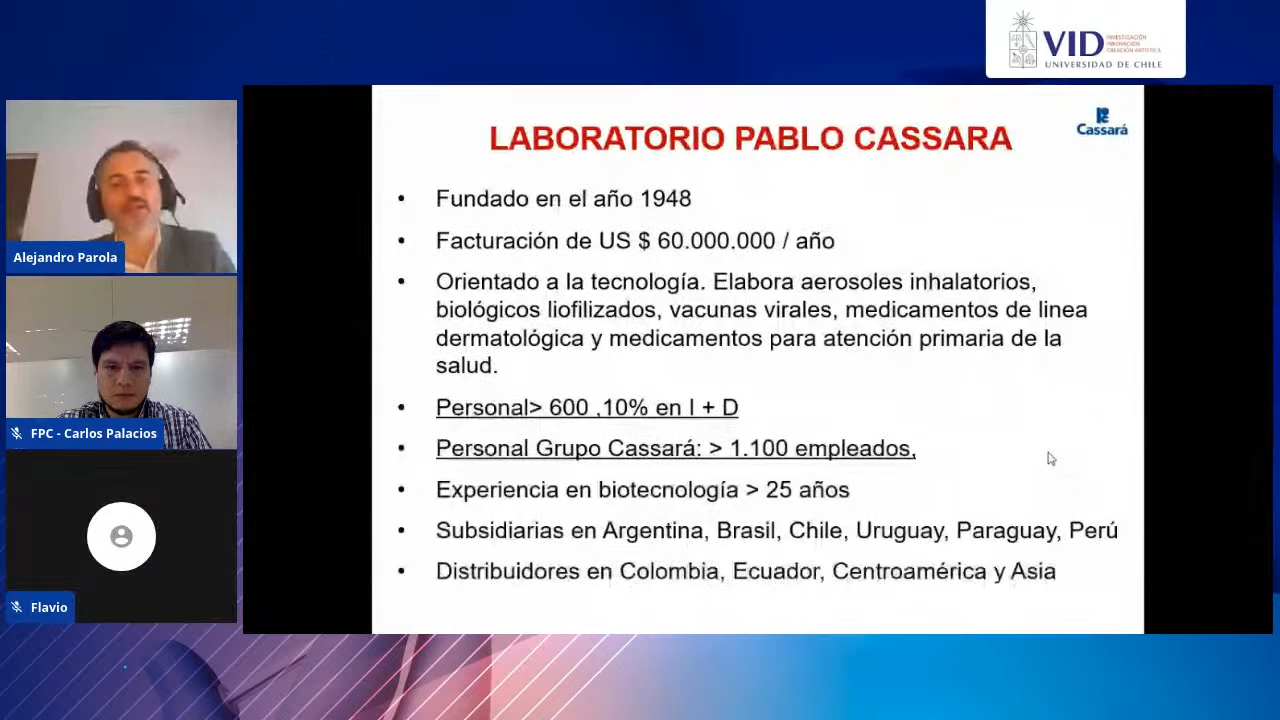 VID
INVESTIGACIÓN
INNOVACIÓN
CREACIÓN ARTÍSTICA
UNIVERSIDAD DE CHILE
Alejandro Parola
FPC - Carlos Palacios
Flavio
Cassará
LABORATORIO PABLO CASSARA
• Fundado en el año 1948
• Facturación de US $ 60.000.000 / año
• Orientado a la tecnología. Elabora aerosoles inhalatorios,
biológicos liofilizados, vacunas virales, medicamentos de linea
dermatológica y medicamentos para atención primaria de la
salud.
• Personal> 600 ,10% en I + D
• Personal Grupo Cassará: > 1.100 empleados,
• Experiencia en biotecnología > 25 años
• Subsidiarias en Argentina, Brasil, Chile, Uruguay, Paraguay, Perú
• Distribuidores en Colombia, Ecuador, Centroamérica y Asia